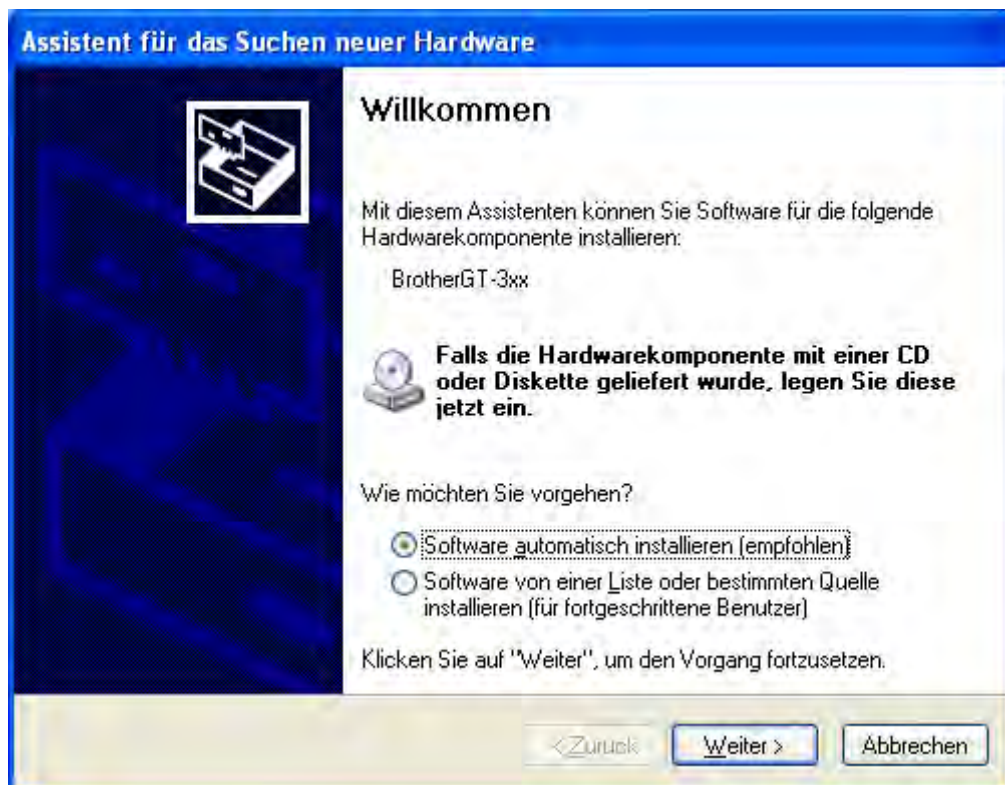 Assistent für das Suchen neuer Hardware
Willkommen
Mit diesem Assistenten können Sie Software für die folgende
Hardwarekomponente installieren:
BrotherGT-3xx
Falls die Hardwarekomponente mit einer CD
oder Diskette geliefert wurde, legen Sie diese
jetzt ein.
Wie möchten Sie vorgehen?
Software automatisch installieren (empfohlen)
Software von einer Liste oder bestimmten Quelle
installieren (für fortgeschrittene Benutzer)
Klicken Sie auf "Weiter", um den Vorgang fortzusetzen.
< Zurück
Weiter >
Abbrechen